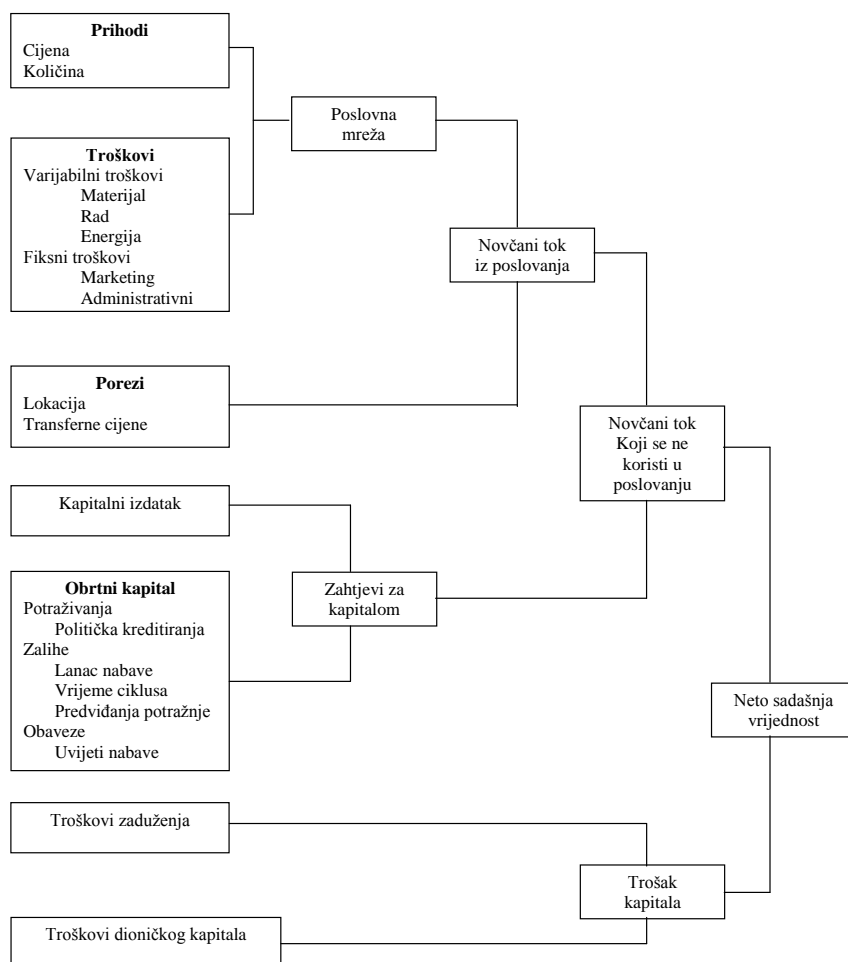 Prihodi
Cijena
Količina
Poslovna
mreža
Troškovi
Varijabilni troškovi
Materijal
Rad
Energija
Fiksni troškovi
Marketing
Administrativni
Novčani tok
iz poslovanja
Porezi
Lokacija
Transferne cijene
Novčani tok
Koji se ne
koristi u
poslovanju
Kapitalni izdatak
Zahtjevi za
kapitalom
Obrtni kapital
Potraživanja
Politička kreditiranja
Zalihe
Lanac nabave
Vrijeme ciklusa
Predviđanja potražnje
Obaveze
Uvijeti nabave
Neto sadašnja
vrijednost
Troškovi zaduženja
Trošak
kapitala
Troškovi dioničkog kapitala